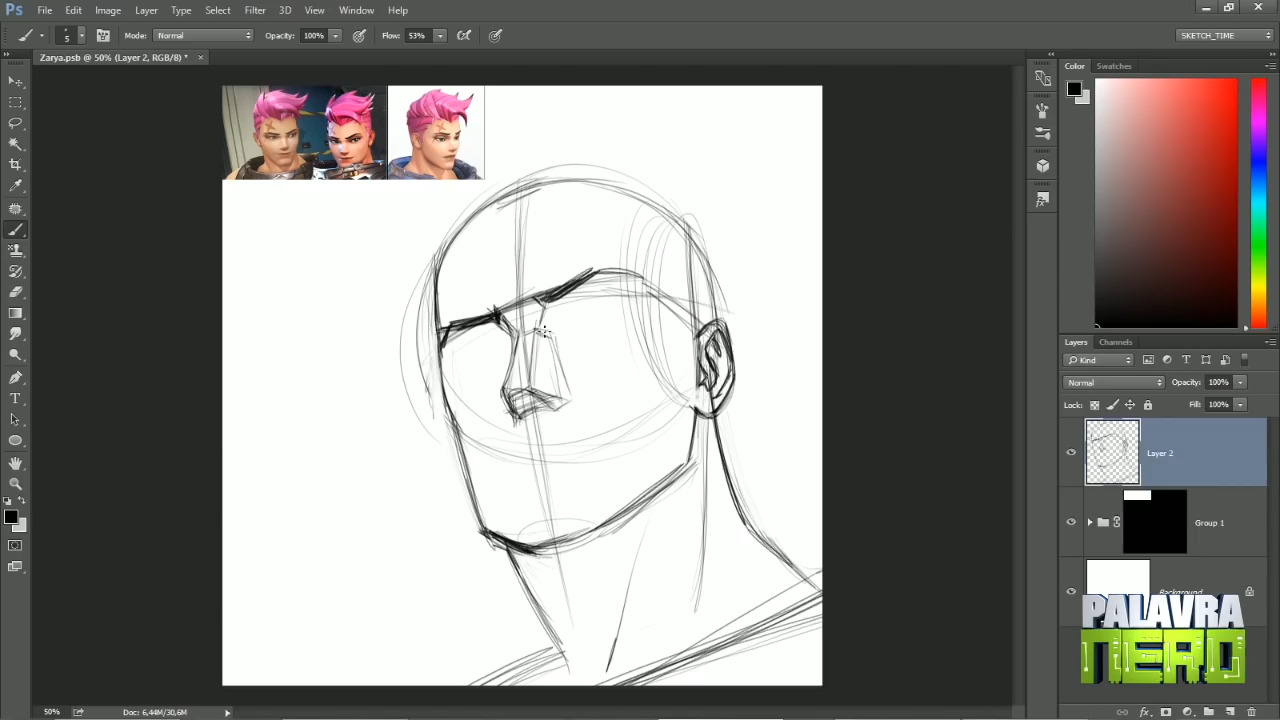 Ps File Edit Image Layer Type Select Filter 3D View Window Help
5 Mode: Normal Opacity: 100% Flow: 53% SKETCH_TIME
Zarya.psb @ 50% (Layer 2, RGB/8) * ×
Color Swatches
Layers Channels
Kind
Normal Opacity: 100%
Lock: Fill: 100%
Layer 2
Group 1
Background
PALAVRA
NERD
50% Doc: 6,44M/30,6M